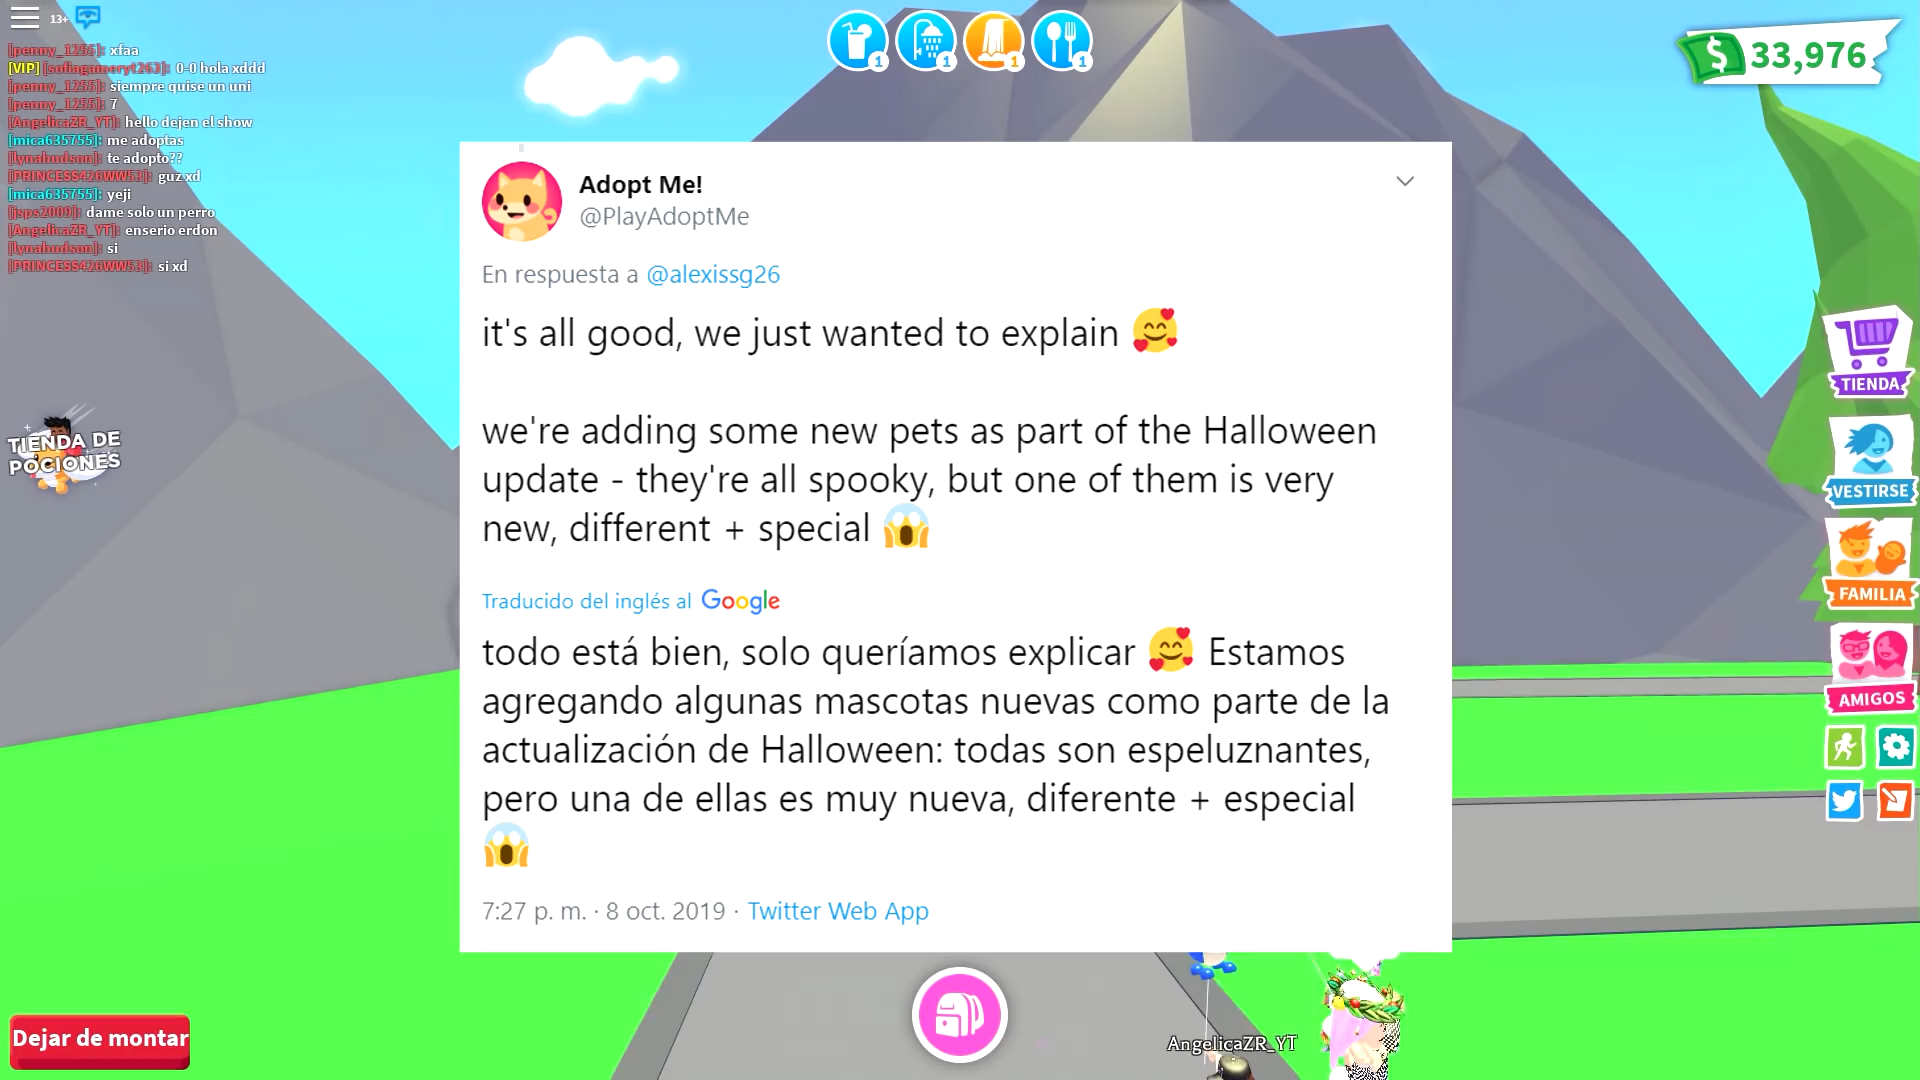 13+
[penny_1255]: xfaa
[VIP] [sofiagameryt263]: 0-0 hola xddd
[penny_1255]: siempre quise un uni
[penny_1255]: 7
[AngelicaZR_YT]: hello dejen el show
[mica635755]: me adoptas
[lynahudson]: te adopto??
[PRINCESS426WW53]: guz xd
[mica635755]: yeji
[jsps2009]: dame solo un perro
[AngelicaZR_YT]: enserio erdon
[lynahudson]: si
[PRINCESS426WW53]: si xd
1
1
1
1
$ 33,976
Adopt Me!
@PlayAdoptMe
En respuesta a @alexissg26
it's all good, we just wanted to explain 🥰
we're adding some new pets as part of the Halloween
update - they're all spooky, but one of them is very
new, different + special 😱
Traducido del inglés al Google
todo está bien, solo queríamos explicar 🥰 Estamos
agregando algunas mascotas nuevas como parte de la
actualización de Halloween: todas son espeluznantes,
pero una de ellas es muy nueva, diferente + especial
😱
7:27 p. m. · 8 oct. 2019 · Twitter Web App
TIENDA DE
POCIONES
TIENDA
VESTIRSE
FAMILIA
AMIGOS
Dejar de montar
AngelicaZR_YT